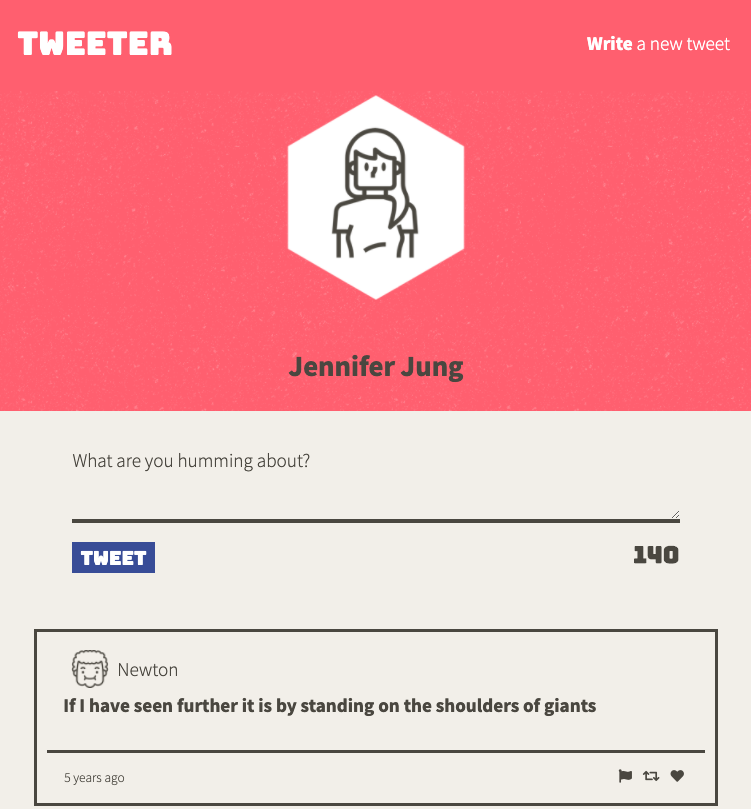 TWEETER
Write a new tweet
Jennifer Jung
What are you humming about?
TWEET
140
Newton
If I have seen further it is by standing on the shoulders of giants
5 years ago